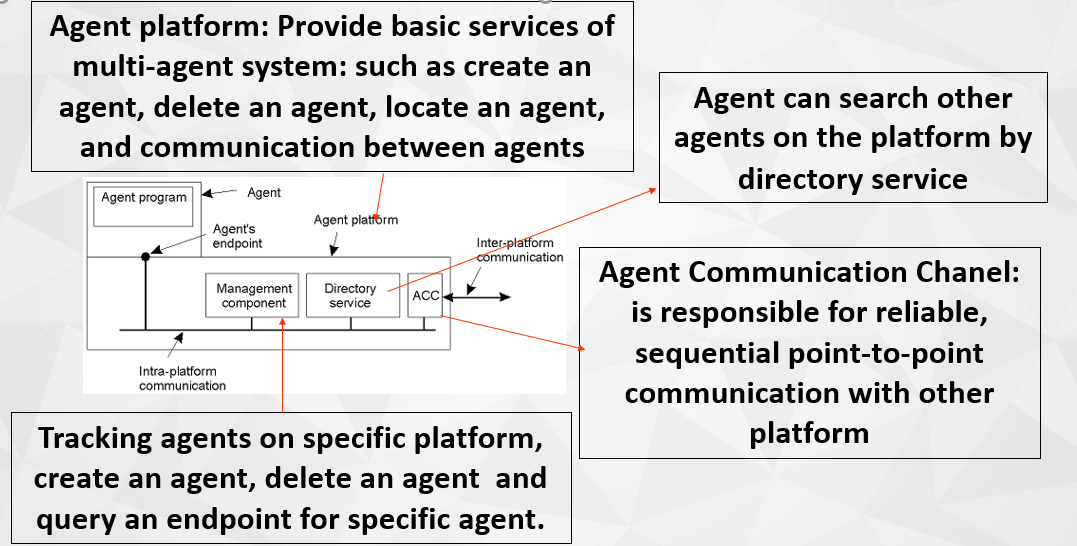 Agent platform: Provide basic services of
multi-agent system: such as create an
agent, delete an agent, locate an agent,
and communication between agents
Agent can search other
agents on the platform by
directory service
Agent program
Agent
Agent's
endpoint
Agent platform
Inter-platform
communication
Management
component
Directory
service
ACC
Intra-platform
communication
Agent Communication Chanel:
is responsible for reliable,
sequential point-to-point
communication with other
platform
Tracking agents on specific platform,
create an agent, delete an agent and
query an endpoint for specific agent.